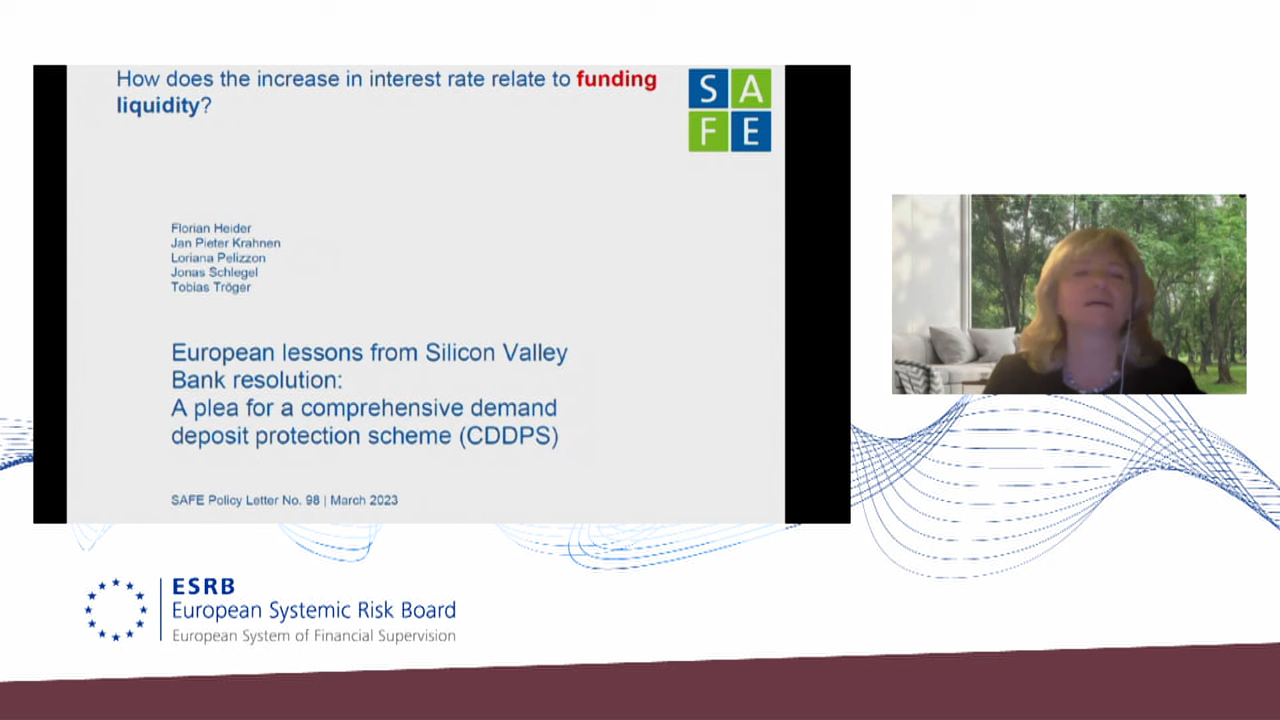 How does the increase in interest rate relate to funding
liquidity?
S A
F E
Florian Heider
Jan Pieter Krahnen
Loriana Pelizzon
Jonas Schlegel
Tobias Tröger
European lessons from Silicon Valley
Bank resolution:
A plea for a comprehensive demand
deposit protection scheme (CDDPS)
SAFE Policy Letter No. 98 | March 2023
ESRB
European Systemic Risk Board
European System of Financial Supervision